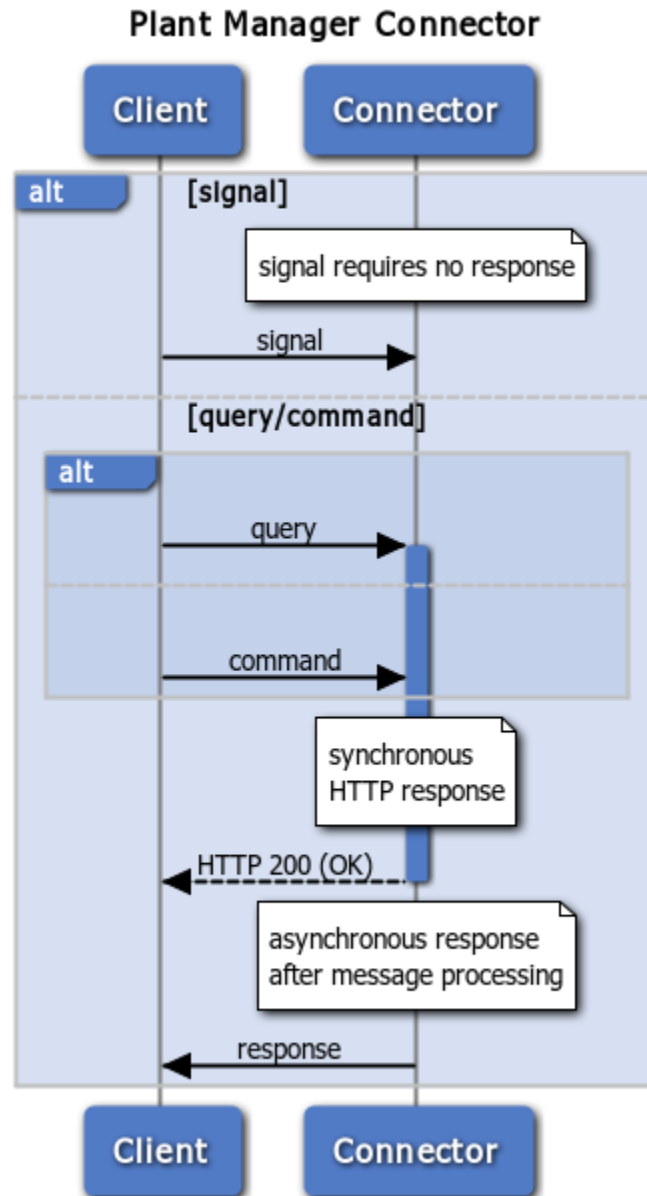 Plant Manager Connector
Client
Connector
alt
[signal]
signal requires no response
signal
[query/command]
alt
query
command
synchronous
HTTP response
HTTP 200 (OK)
asynchronous response
after message processing
response
Client
Connector